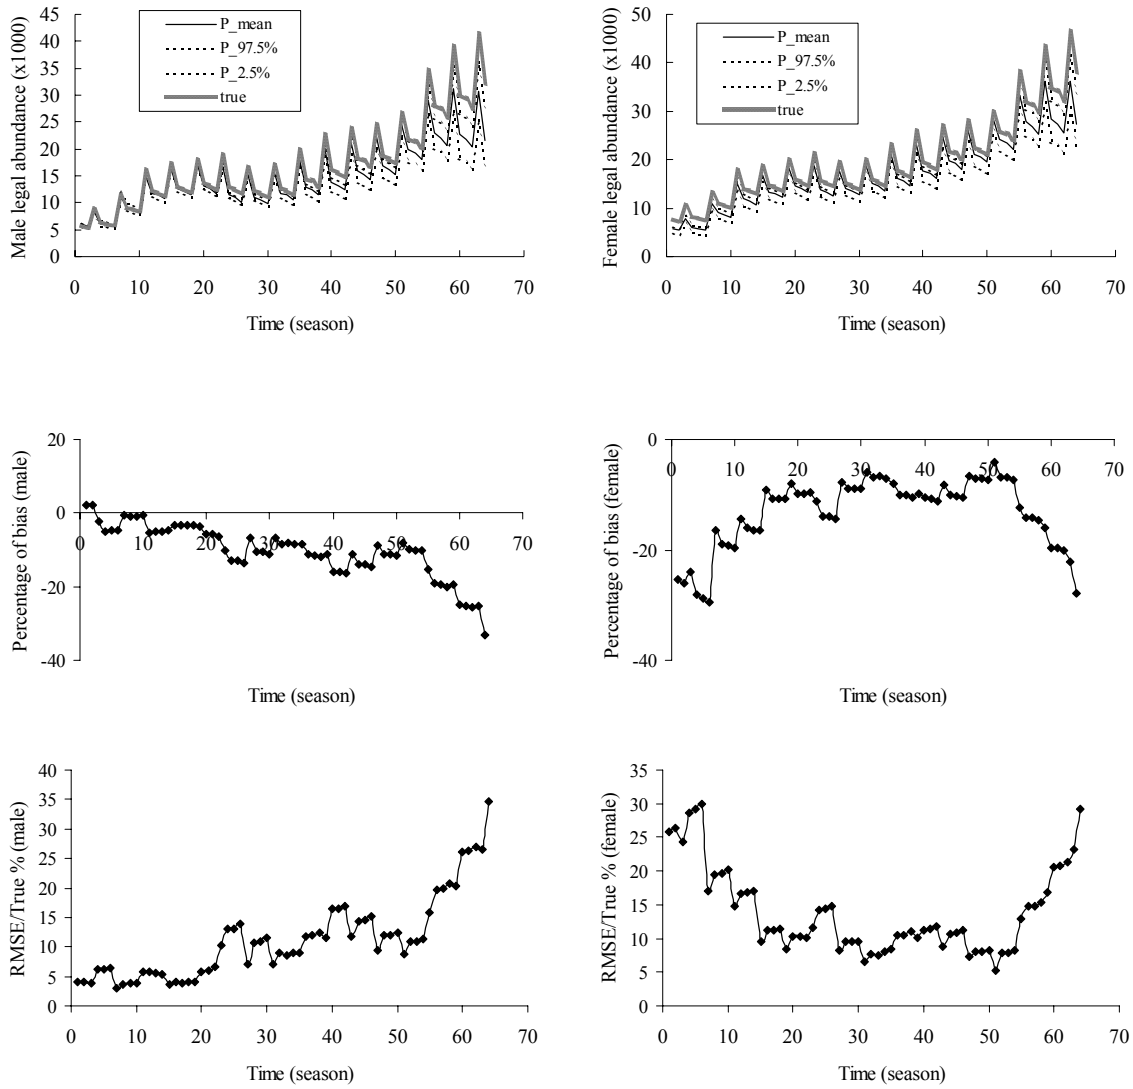 Male legal abundance (x1000)
45
40
35
30
25
20
15
10
5
0
P_mean
P_97.5%
P_2.5%
true
0 10 20 30 40 50 60 70
Time (season)
Female legal abundance (x1000)
50
40
30
20
10
0
P_mean
P_97.5%
P_2.5%
true
0 10 20 30 40 50 60 70
Time (season)
Percentage of bias (male)
20
0
-20
-40
0 10 20 30 40 50 60 70
Time (season)
Percentage of bias (female)
0
-20
-40
0 10 20 30 40 50 60 70
Time (season)
RMSE/True % (male)
40
35
30
25
20
15
10
5
0
0 10 20 30 40 50 60 70
Time (season)
RMSE/True % (female)
35
30
25
20
15
10
5
0
0 10 20 30 40 50 60 70
Time (season)